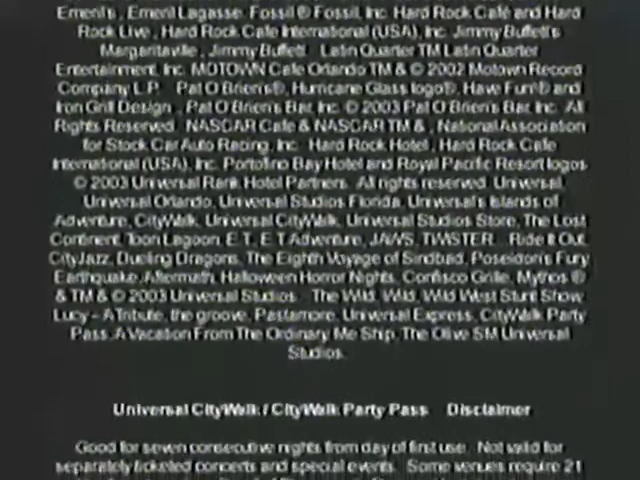 Emeril's , Emeril Lagasse. Fossil ® Fossil, Inc. Hard Rock Café and Hard
Rock Live , Hard Rock Cafe International (USA), Inc. Jimmy Buffett's
Margaritaville , Jimmy Buffett. Latin Quarter TM Latin Quarter
Entertainment, Inc. MOTOWN Cafe Orlando TM & © 2002 Motown Record
Company L.P. Pat O'Brien's®, Hurricane Glass logo®, Have Fun!® and
Iron Grill Design , Pat O'Brien's Bar, Inc. © 2003 Pat O'Brien's Bar, Inc. All
Rights Reserved. NASCAR Cafe & NASCAR TM & , National Association
for Stock Car Auto Racing, Inc. Hard Rock Hotel , Hard Rock Cafe
International (USA), Inc. Portofino Bay Hotel and Royal Pacific Resort logos
© 2003 Universal Rank Hotel Partners. All rights reserved. Universal,
Universal Orlando, Universal Studios Florida, Universal's Islands of
Adventure, CityWalk, Universal CityWalk, Universal Studios Store, The Lost
Continent, Toon Lagoon, E.T., E.T Adventure, JAWS, TWISTER... Ride It Out,
CityJazz, Dueling Dragons, The Eighth Voyage of Sindbad, Poseidon's Fury,
Earthquake, Aftermath, Halloween Horror Nights, Confisco Grille, Mythos ®
& TM & © 2003 Universal Studios. The Wild, Wild, Wild West Stunt Show,
Lucy – A Tribute, the groove, Pastamore, Universal Express, CityWalk Party
Pass, A Vacation From The Ordinary, Me Ship, The Olive SM Universal
Studios.
Universal CityWalk / CityWalk Party Pass Disclaimer
Good for seven consecutive nights from day of first use. Not valid for
separately ticketed concerts and special events. Some venues require 21